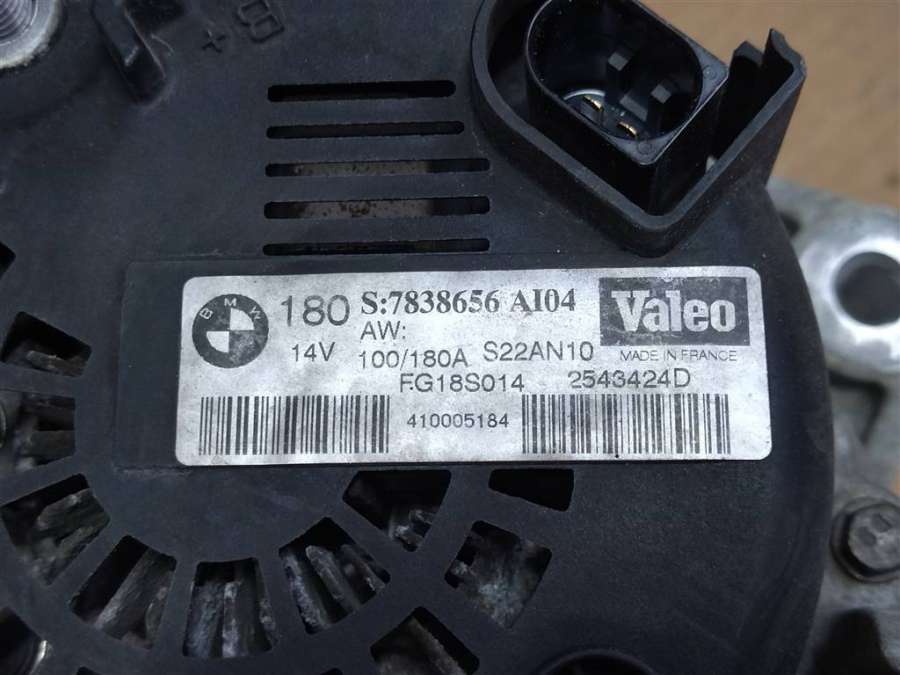 B+
BMW
180 S:7838656 AI04 Valeo
AW:
14V 100/180A S22AN10 MADE IN FRANCE
FG18S014 2543424D
410005184